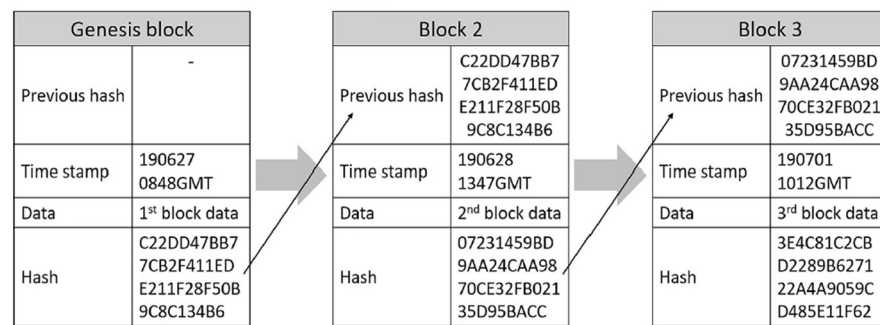 Genesis block
Previous hash
-
Time stamp
190627
0848GMT
Data
1st block data
Hash
C22DD47BB7
7CB2F411ED
E211F28F50B
9C8C134B6
Block 2
Previous hash
C22DD47BB7
7CB2F411ED
E211F28F50B
9C8C134B6
Time stamp
190628
1347GMT
Data
2nd block data
Hash
07231459BD
9AA24CAA98
70CE32FB021
35D95BACC
Block 3
Previous hash
07231459BD
9AA24CAA98
70CE32FB021
35D95BACC
Time stamp
190701
1012GMT
Data
3rd block data
Hash
3E4C81C2CB
D2289B6271
22A4A9059C
D485E11F62